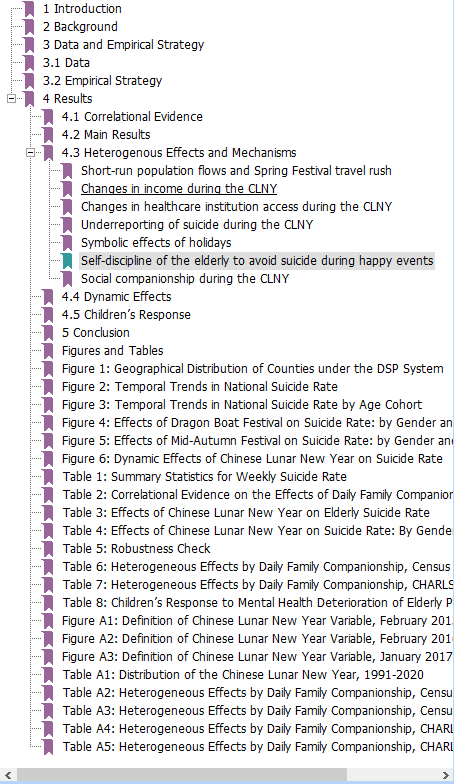 1 Introduction
2 Background
3 Data and Empirical Strategy
3.1 Data
3.2 Empirical Strategy
4 Results
4.1 Correlational Evidence
4.2 Main Results
4.3 Heterogenous Effects and Mechanisms
Short-run population flows and Spring Festival travel rush
Changes in income during the CLNY
Changes in healthcare institution access during the CLNY
Underreporting of suicide during the CLNY
Symbolic effects of holidays
Self-discipline of the elderly to avoid suicide during happy events
Social companionship during the CLNY
4.4 Dynamic Effects
4.5 Children’s Response
5 Conclusion
Figures and Tables
Figure 1: Geographical Distribution of Counties under the DSP System
Figure 2: Temporal Trends in National Suicide Rate
Figure 3: Temporal Trends in National Suicide Rate by Age Cohort
Figure 4: Effects of Dragon Boat Festival on Suicide Rate: by Gender an
Figure 5: Effects of Mid-Autumn Festival on Suicide Rate: by Gender an
Figure 6: Dynamic Effects of Chinese Lunar New Year on Suicide Rate
Table 1: Summary Statistics for Weekly Suicide Rate
Table 2: Correlational Evidence on the Effects of Daily Family Companion
Table 3: Effects of Chinese Lunar New Year on Elderly Suicide Rate
Table 4: Effects of Chinese Lunar New Year on Suicide Rate: By Gende
Table 5: Robustness Check
Table 6: Heterogeneous Effects by Daily Family Companionship, Census
Table 7: Heterogeneous Effects by Daily Family Companionship, CHARLS
Table 8: Children’s Response to Mental Health Deterioration of Elderly P
Figure A1: Definition of Chinese Lunar New Year Variable, February 201
Figure A2: Definition of Chinese Lunar New Year Variable, February 201
Figure A3: Definition of Chinese Lunar New Year Variable, January 2017
Table A1: Distribution of the Chinese Lunar New Year, 1991-2020
Table A2: Heterogeneous Effects by Daily Family Companionship, Censu
Table A3: Heterogeneous Effects by Daily Family Companionship, Censu
Table A4: Heterogeneous Effects by Daily Family Companionship, CHARL
Table A5: Heterogeneous Effects by Daily Family Companionship, CHARL